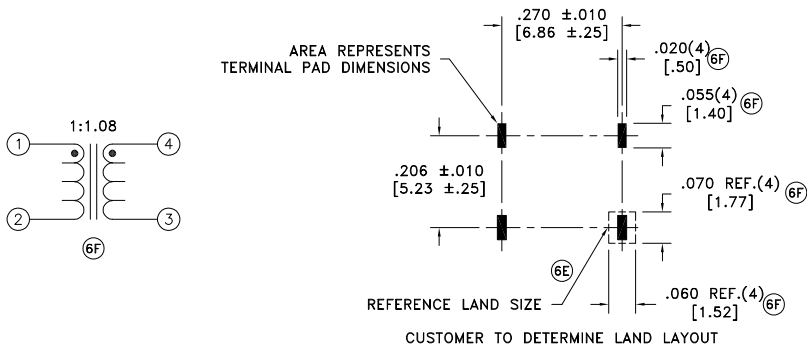 .270 ±.010
[6.86 ±.25]
AREA REPRESENTS
TERMINAL PAD DIMENSIONS
.020(4) 6F
[.50]
.055(4) 6F
[1.40]
1:1.08
1
4
2
3
6F
.206 ±.010
[5.23 ±.25]
.070 REF.(4) 6F
[1.77]
6E
REFERENCE LAND SIZE
.060 REF.(4) 6F
[1.52]
CUSTOMER TO DETERMINE LAND LAYOUT